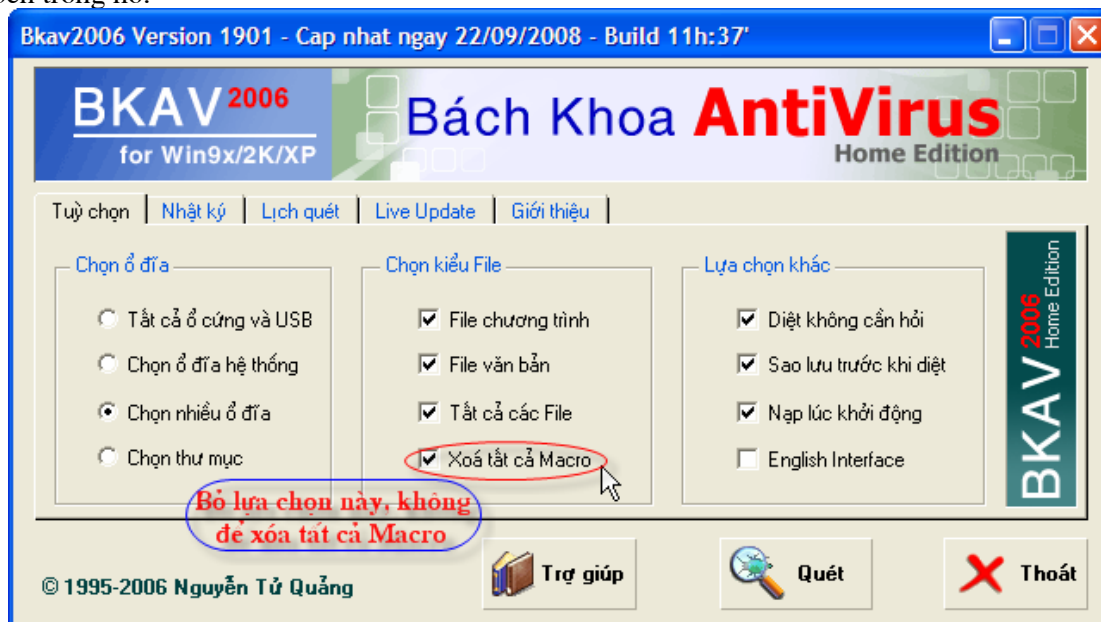 bên trong nó.
Bkav2006 Version 1901 - Cap nhat ngay 22/09/2008 - Build 11h:37'
BKAV 2006
for Win9x/2K/XP
Bách Khoa AntiVirus
Home Edition
Tuỳ chọn Nhật ký Lịch quét Live Update Giới thiệu
Chọn ổ đĩa
Tất cả ổ cứng và USB
Chọn ổ đĩa hệ thống
Chọn nhiều ổ đĩa
Chọn thư mục
Chọn kiểu File
File chương trình
File văn bản
Tất cả các File
Xoá tất cả Macro
Lựa chọn khác
Diệt không cần hỏi
Sao lưu trước khi diệt
Nạp lúc khởi động
English Interface
BKAV 2006
Home Edition
Bỏ lựa chọn này, không
để xóa tất cả Macro
© 1995-2006 Nguyễn Tử Quảng
Trợ giúp
Quét
Thoát